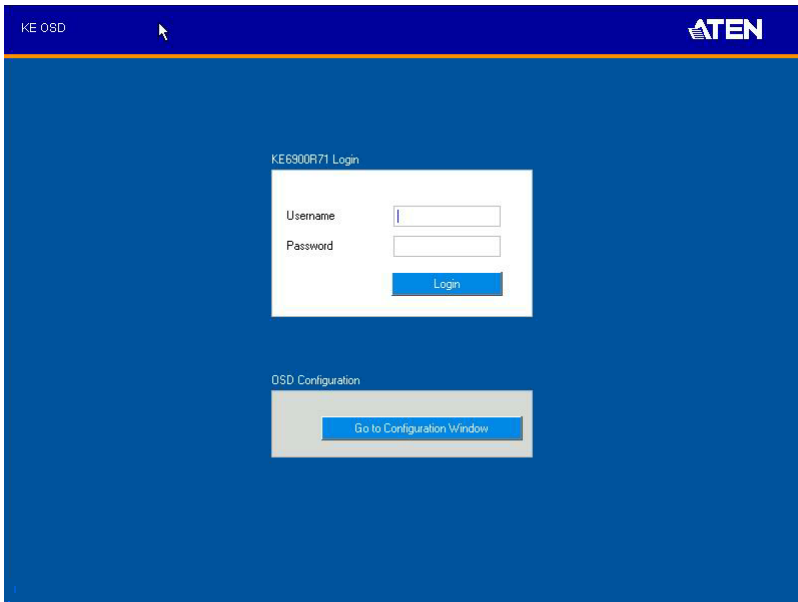 KE OSD
ATEN
KE6900R71 Login
Username
Password
Login
OSD Configuration
Go to Configuration Window